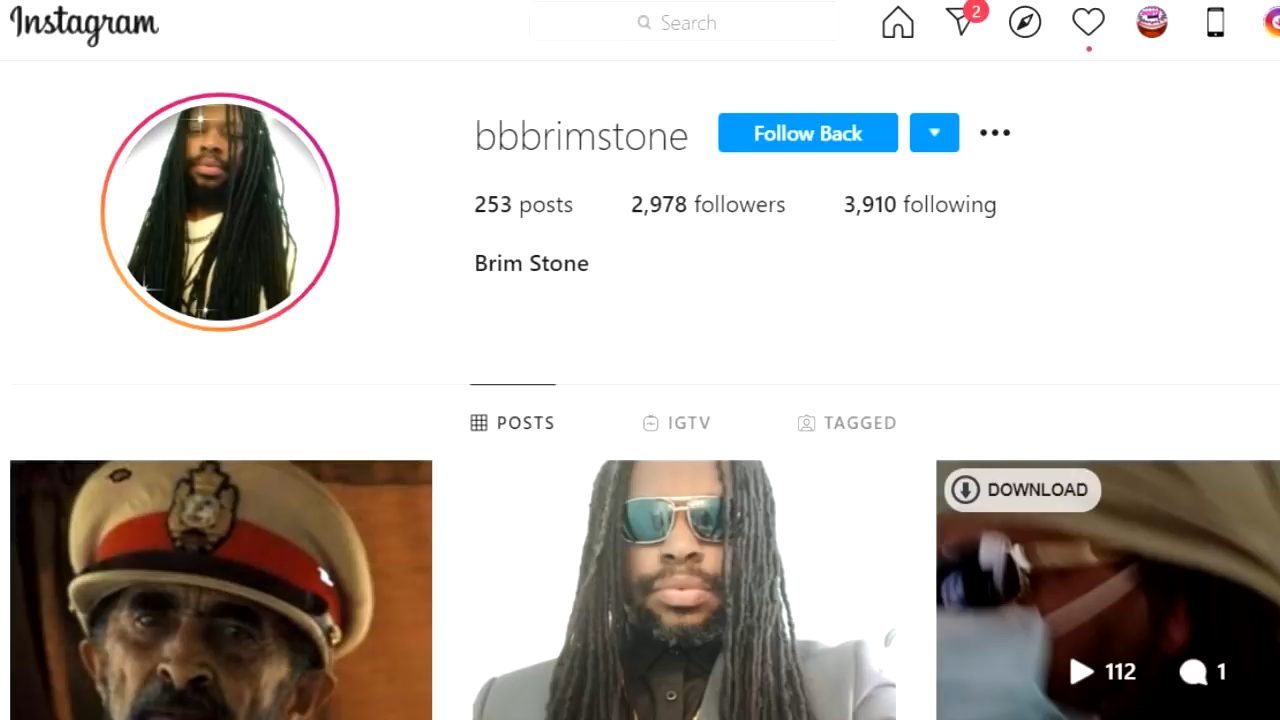 Instagram
Search
2
bbbrimstone
Follow Back
253 posts
2,978 followers
3,910 following
Brim Stone
POSTS
IGTV
TAGGED
DOWNLOAD
112
1